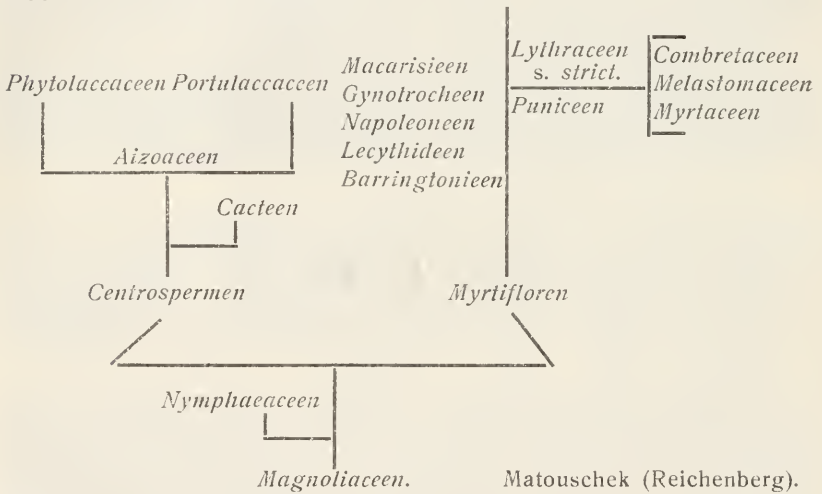 Phytolaccaceen Portulaccaceen
Aizoaceen
Cacteen
Centrospermen
Macarisieen
Gynotrocheen
Napoleoneen
Lecythideen
Barringtonieen
Lythraceen
s. strict.
Puniceen
Combretaceen
Melastomaceen
Myrtaceen
Myrtifloren
Nymphaeaceen
Magnoliaceen.
Matouschek (Reichenberg).